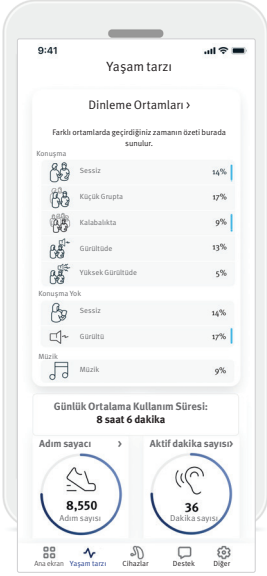 9:41
Yaşam tarzı
Dinleme Ortamları ›
Farklı ortamlarda geçirdiğiniz zamanın özeti burada
sunulur.
Konuşma
Sessiz 14%
Küçük Grupta 17%
Kalabalıkta 9%
Gürültüde 13%
Yüksek Gürültüde 5%
Konuşma Yok
Sessiz 14%
Gürültü 17%
Müzik
Müzik 9%
Günlük Ortalama Kullanım Süresi:
8 saat 6 dakika
Adım sayacı › Aktif dakika sayısı›
8,550 36
Adım sayısı Dakika sayısı
Ana ekran Yaşam tarzı Cihazlar Destek Diğer